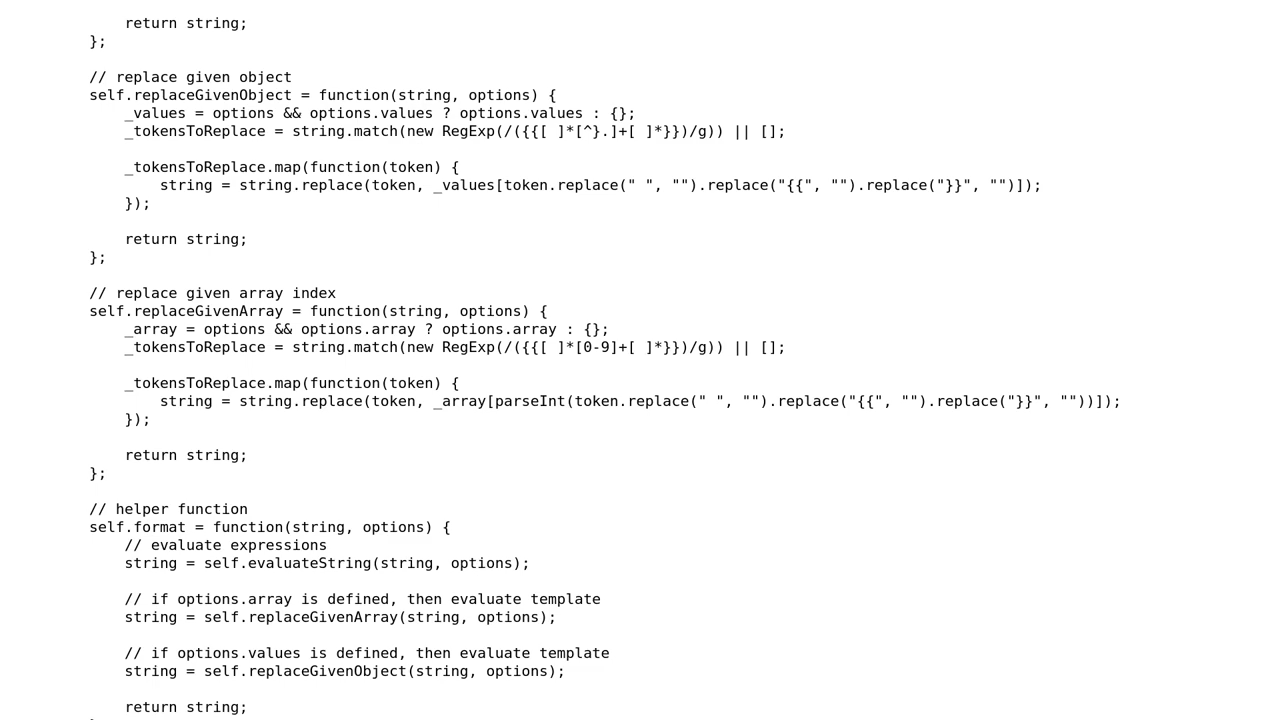 return string;
};

// replace given object
self.replaceGivenObject = function(string, options) {
    _values = options && options.values ? options.values : {};
    _tokensToReplace = string.match(new RegExp(/({{[ ]*[^}.]+[ ]*}})/g)) || [];

    _tokensToReplace.map(function(token) {
        string = string.replace(token, _values[token.replace(" ", "").replace("{{", "").replace("}}", "")]);
    });

    return string;
};

// replace given array index
self.replaceGivenArray = function(string, options) {
    _array = options && options.array ? options.array : {};
    _tokensToReplace = string.match(new RegExp(/({{[ ]*[0-9]+[ ]*}})/g)) || [];

    _tokensToReplace.map(function(token) {
        string = string.replace(token, _array[parseInt(token.replace(" ", "").replace("{{", "").replace("}}", ""))]);
    });

    return string;
};

// helper function
self.format = function(string, options) {
    // evaluate expressions
    string = self.evaluateString(string, options);

    // if options.array is defined, then evaluate template
    string = self.replaceGivenArray(string, options);

    // if options.values is defined, then evaluate template
    string = self.replaceGivenObject(string, options);

    return string;